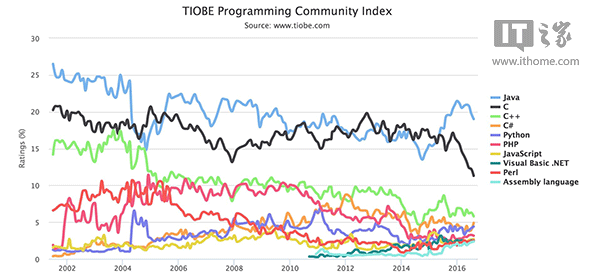 TIOBE Programming Community Index
Source: www.tiobe.com
IT之家
www.ithome.com
Ratings (%)
30
25
20
15
10
5
0
2002
2004
2006
2008
2010
2012
2014
2016
Java
C
C++
C#
Python
PHP
JavaScript
Visual Basic .NET
Perl
Assembly language